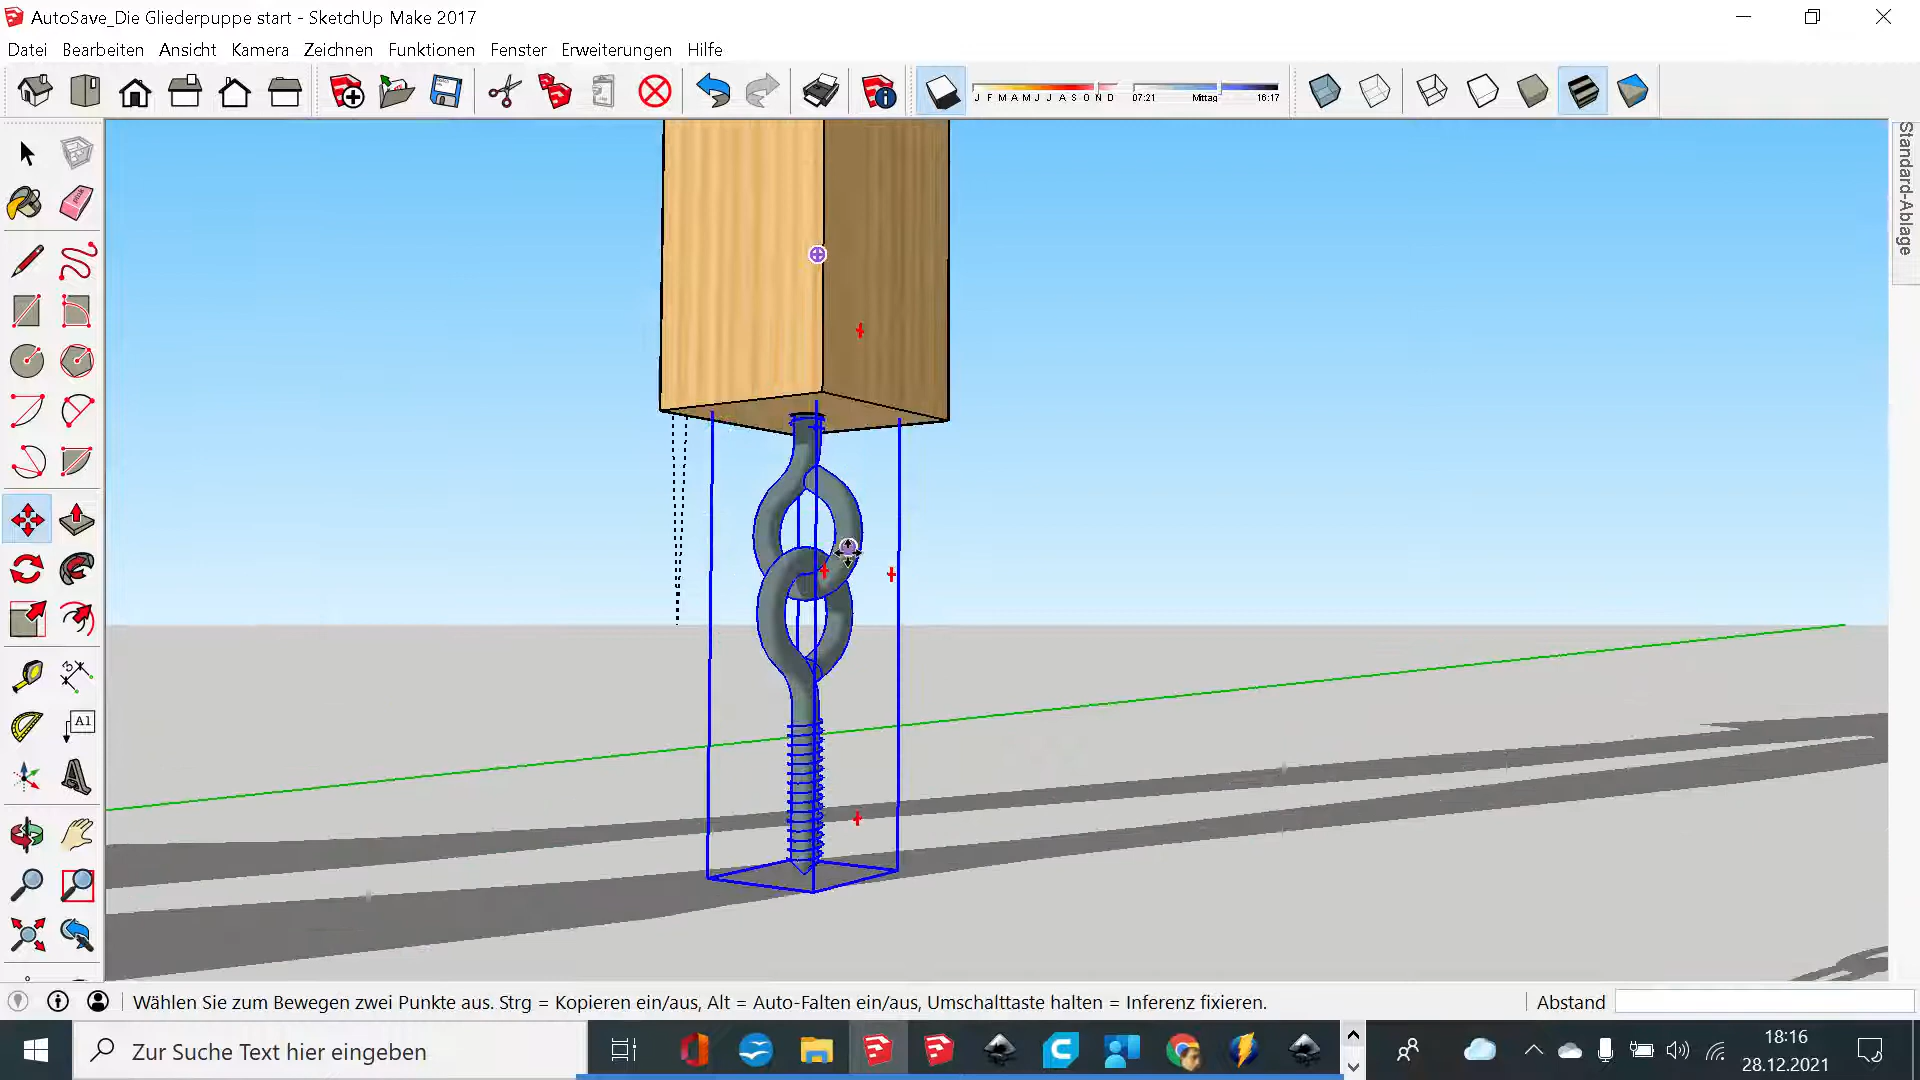 AutoSave_Die Gliederpuppe start - SketchUp Make 2017
Datei Bearbeiten Ansicht Kamera Zeichnen Funktionen Fenster Erweiterungen Hilfe
J F M A M J J A S O N D 07:21 Mittag 16:17
Standard-Ablage
A1
Wählen Sie zum Bewegen zwei Punkte aus. Strg = Kopieren ein/aus, Alt = Auto-Falten ein/aus, Umschalttaste halten = Inferenz fixieren.
Abstand
Zur Suche Text hier eingeben
18:16
28.12.2021